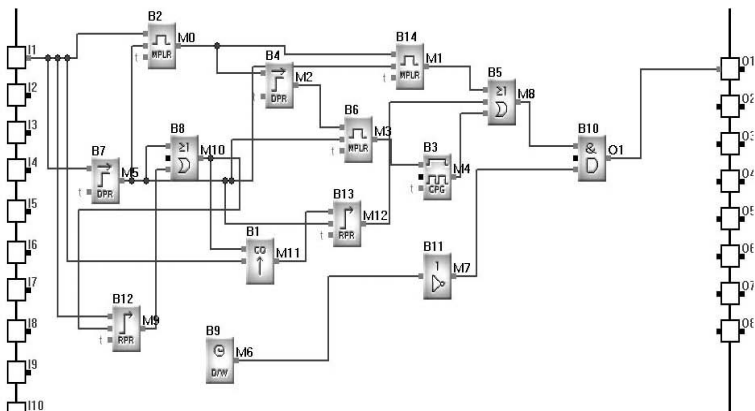 I1
I2
I3
I4
I5
I6
I7
I8
I9
I10
B2
MPLR
t
M0
B4
DPR
t
M2
B14
MPLR
t
M1
B5
≥1
M8
B6
MPLR
t
M3
B7
DPR
t
M5
B8
≥1
M10
B3
CPG
t
M4
B10
&
O1
B13
RPR
t
M12
B1
CO
M11
B11
1
M7
B12
RPR
t
M9
B9
D/W
M6
O1
O2
O3
O4
O5
O6
O7
O8